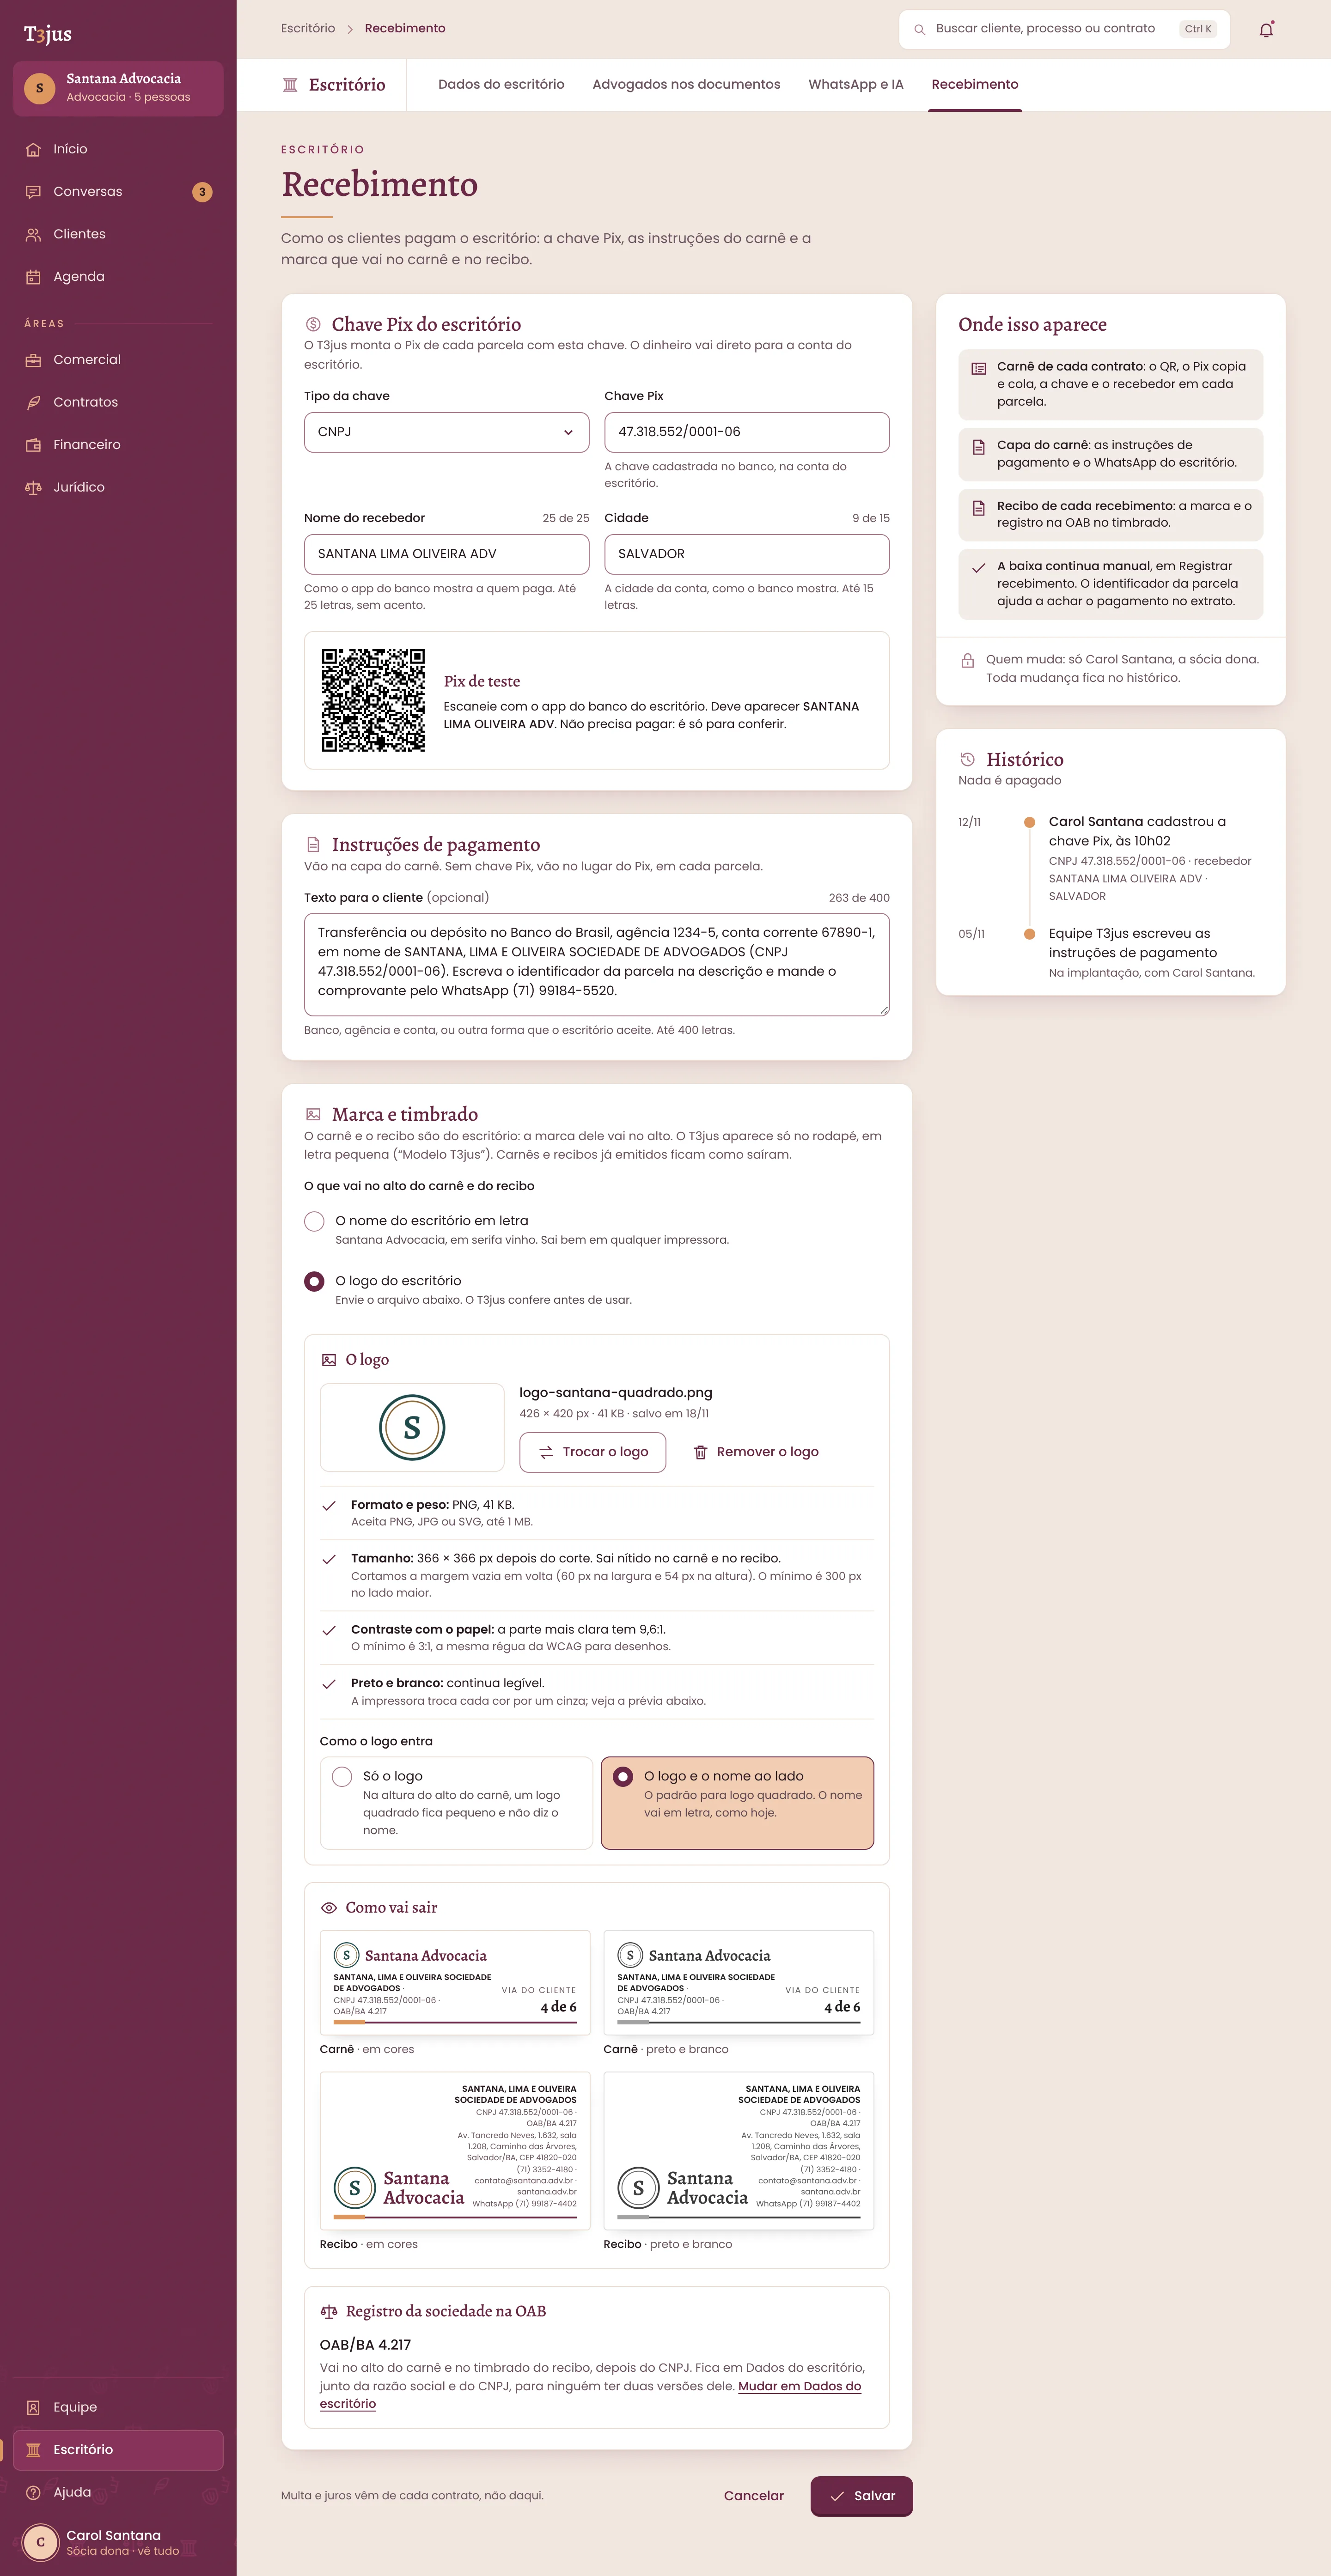 T3jus
S
Santana Advocacia
Advocacia · 5 pessoas
Início
Conversas
3
Clientes
Agenda
ÁREAS
Comercial
Contratos
Financeiro
Jurídico
Equipe
Escritório
Ajuda
C
Carol Santana
Sócia dona · vê tudo
Escritório
Recebimento
Buscar cliente, processo ou contrato
Ctrl K
Escritório
Dados do escritório
Advogados nos documentos
WhatsApp e IA
Recebimento
ESCRITÓRIO
Recebimento
Como os clientes pagam o escritório: a chave Pix, as instruções do carnê e a
marca que vai no carnê e no recibo.
Chave Pix do escritório
O T3jus monta o Pix de cada parcela com esta chave. O dinheiro vai direto para a conta do
escritório.
Tipo da chave
CNPJ
Chave Pix
47.318.552/0001-06
A chave cadastrada no banco, na conta do
escritório.
Nome do recebedor
25 de 25
SANTANA LIMA OLIVEIRA ADV
Como o app do banco mostra a quem paga. Até
25 letras, sem acento.
Cidade
9 de 15
SALVADOR
A cidade da conta, como o banco mostra. Até 15
letras.
Pix de teste
Escaneie com o app do banco do escritório. Deve aparecer SANTANA
LIMA OLIVEIRA ADV. Não precisa pagar: é só para conferir.
Instruções de pagamento
Vão na capa do carnê. Sem chave Pix, vão no lugar do Pix, em cada parcela.
Texto para o cliente (opcional)
263 de 400
Transferência ou depósito no Banco do Brasil, agência 1234-5, conta corrente 67890-1,
em nome de SANTANA, LIMA E OLIVEIRA SOCIEDADE DE ADVOGADOS (CNPJ
47.318.552/0001-06). Escreva o identificador da parcela na descrição e mande o
comprovante pelo WhatsApp (71) 99184-5520.
Banco, agência e conta, ou outra forma que o escritório aceite. Até 400 letras.
Marca e timbrado
O carnê e o recibo são do escritório: a marca dele vai no alto. O T3jus aparece só no rodapé, em
letra pequena (“Modelo T3jus”). Carnês e recibos já emitidos ficam como saíram.
O que vai no alto do carnê e do recibo
O nome do escritório em letra
Santana Advocacia, em serifa vinho. Sai bem em qualquer impressora.
O logo do escritório
Envie o arquivo abaixo. O T3jus confere antes de usar.
O logo
S
logo-santana-quadrado.png
426 × 420 px · 41 KB · salvo em 18/11
Trocar o logo
Remover o logo
Formato e peso: PNG, 41 KB.
Aceita PNG, JPG ou SVG, até 1 MB.
Tamanho: 366 × 366 px depois do corte. Sai nítido no carnê e no recibo.
Cortamos a margem vazia em volta (60 px na largura e 54 px na altura). O mínimo é 300 px
no lado maior.
Contraste com o papel: a parte mais clara tem 9,6:1.
O mínimo é 3:1, a mesma régua da WCAG para desenhos.
Preto e branco: continua legível.
A impressora troca cada cor por um cinza; veja a prévia abaixo.
Como o logo entra
Só o logo
Na altura do alto do carnê, um logo
quadrado fica pequeno e não diz o
nome.
O logo e o nome ao lado
O padrão para logo quadrado. O nome
vai em letra, como hoje.
Como vai sair
S
Santana Advocacia
SANTANA, LIMA E OLIVEIRA SOCIEDADE
DE ADVOGADOS ·
CNPJ 47.318.552/0001-06 ·
OAB/BA 4.217
VIA DO CLIENTE
4 de 6
Carnê · em cores
S
Santana Advocacia
SANTANA, LIMA E OLIVEIRA SOCIEDADE
DE ADVOGADOS ·
CNPJ 47.318.552/0001-06 ·
OAB/BA 4.217
VIA DO CLIENTE
4 de 6
Carnê · preto e branco
S
Santana
Advocacia
SANTANA, LIMA E OLIVEIRA
SOCIEDADE DE ADVOGADOS
CNPJ 47.318.552/0001-06 ·
OAB/BA 4.217
Av. Tancredo Neves, 1.632, sala
1.208, Caminho das Árvores,
Salvador/BA, CEP 41820-020
(71) 3352-4180 ·
contato@santana.adv.br ·
santana.adv.br
WhatsApp (71) 99187-4402
Recibo · em cores
S
Santana
Advocacia
SANTANA, LIMA E OLIVEIRA
SOCIEDADE DE ADVOGADOS
CNPJ 47.318.552/0001-06 ·
OAB/BA 4.217
Av. Tancredo Neves, 1.632, sala
1.208, Caminho das Árvores,
Salvador/BA, CEP 41820-020
(71) 3352-4180 ·
contato@santana.adv.br ·
santana.adv.br
WhatsApp (71) 99187-4402
Recibo · preto e branco
Registro da sociedade na OAB
OAB/BA 4.217
Vai no alto do carnê e no timbrado do recibo, depois do CNPJ. Fica em Dados do escritório,
junto da razão social e do CNPJ, para ninguém ter duas versões dele. Mudar em Dados do
escritório
Multa e juros vêm de cada contrato, não daqui.
Cancelar
Salvar
Onde isso aparece
Carnê de cada contrato: o QR, o Pix copia
e cola, a chave e o recebedor em cada
parcela.
Capa do carnê: as instruções de
pagamento e o WhatsApp do escritório.
Recibo de cada recebimento: a marca e o
registro na OAB no timbrado.
A baixa continua manual, em Registrar
recebimento. O identificador da parcela
ajuda a achar o pagamento no extrato.
Quem muda: só Carol Santana, a sócia dona.
Toda mudança fica no histórico.
Histórico
Nada é apagado
12/11
Carol Santana cadastrou a
chave Pix, às 10h02
CNPJ 47.318.552/0001-06 · recebedor
SANTANA LIMA OLIVEIRA ADV ·
SALVADOR
05/11
Equipe T3jus escreveu as
instruções de pagamento
Na implantação, com Carol Santana.